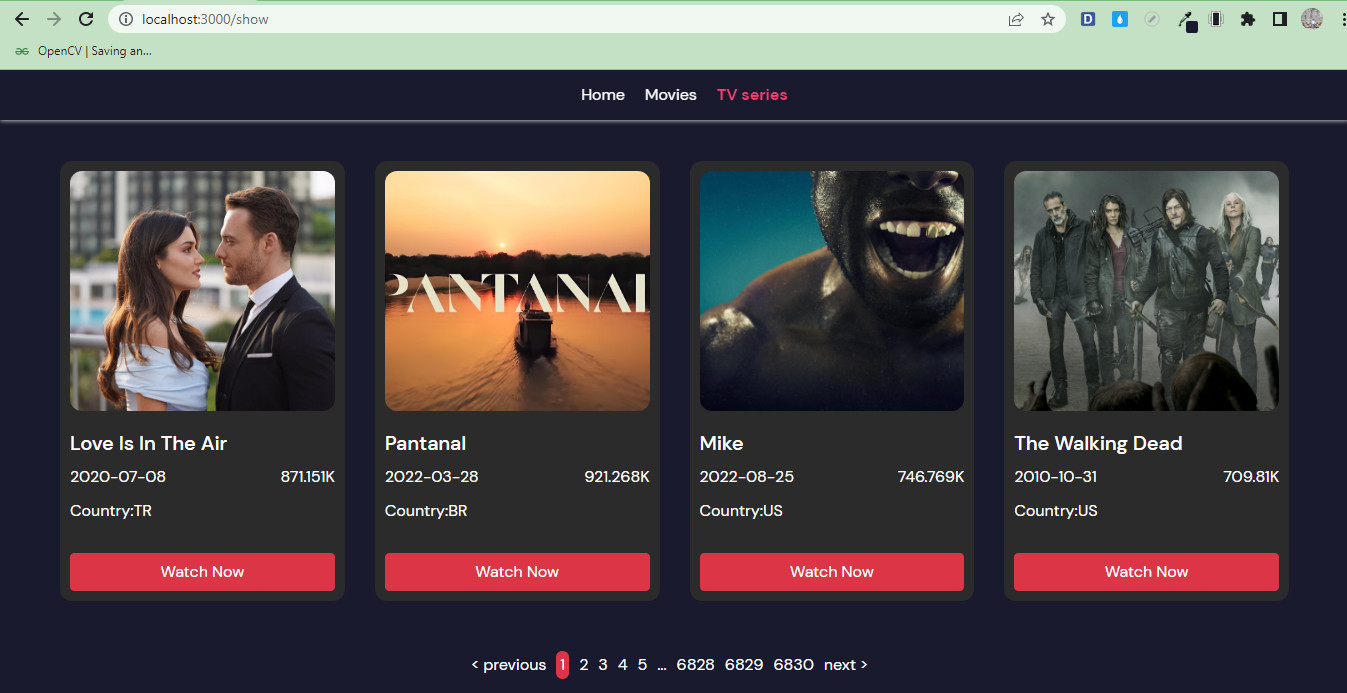 localhost:3000/show
OpenCV | Saving an...
Home Movies TV series
PANTANAL
Love Is In The Air
2020-07-08 871.151K
Country:TR
Watch Now
Pantanal
2022-03-28 921.268K
Country:BR
Watch Now
Mike
2022-08-25 746.769K
Country:US
Watch Now
The Walking Dead
2010-10-31 709.81K
Country:US
Watch Now
< previous 1 2 3 4 5 ... 6828 6829 6830 next >